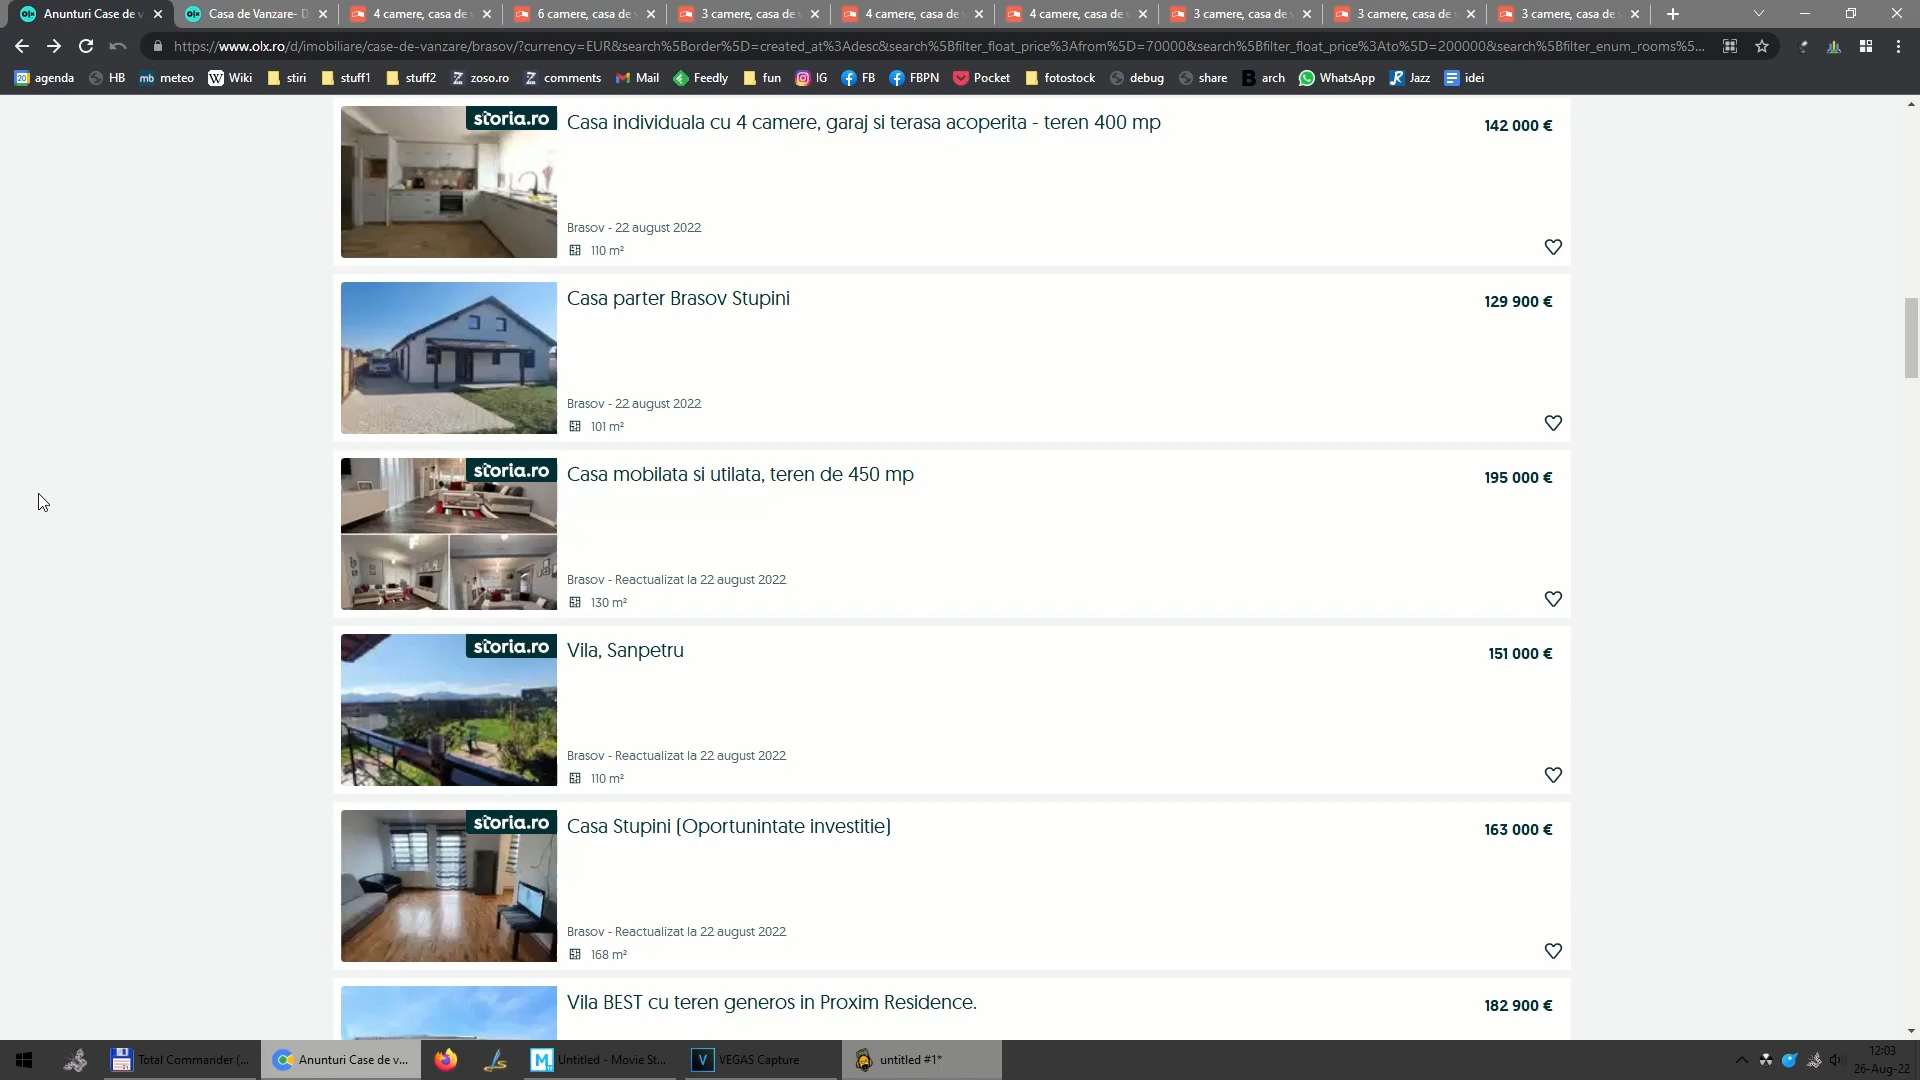 Anunturi Case de v
Casa de Vanzare- D
4 camere, casa de v
6 camere, casa de v
3 camere, casa de v
4 camere, casa de v
4 camere, casa de v
3 camere, casa de v
3 camere, casa de v
3 camere, casa de v
https://www.olx.ro/d/imobiliare/case-de-vanzare/brasov/?currency=EUR&search%5Border%5D=created_at%3Adesc&search%5Bfilter_float_price%3Afrom%5D=70000&search%5Bfilter_float_price%3Ato%5D=200000&search%5Bfilter_enum_rooms%5...
agenda HB mb meteo Wiki stiri stuff1 stuff2 zoso.ro comments Mail Feedly fun IG FB FBPN Pocket fotostock debug share arch WhatsApp Jazz idei
storia.ro
Casa individuala cu 4 camere, garaj si terasa acoperita - teren 400 mp
142 000 €
Brasov - 22 august 2022
110 m²
Casa parter Brasov Stupini
129 900 €
Brasov - 22 august 2022
101 m²
storia.ro
Casa mobilata si utilata, teren de 450 mp
195 000 €
Brasov - Reactualizat la 22 august 2022
130 m²
storia.ro
Vila, Sanpetru
151 000 €
Brasov - Reactualizat la 22 august 2022
110 m²
storia.ro
Casa Stupini (Oportunintate investitie)
163 000 €
Brasov - Reactualizat la 22 august 2022
168 m²
Vila BEST cu teren generos in Proxim Residence.
182 900 €
Total Commander (...
Anunturi Case de v...
Untitled - Movie St...
VEGAS Capture
untitled #1*
12:03
26-Aug-22